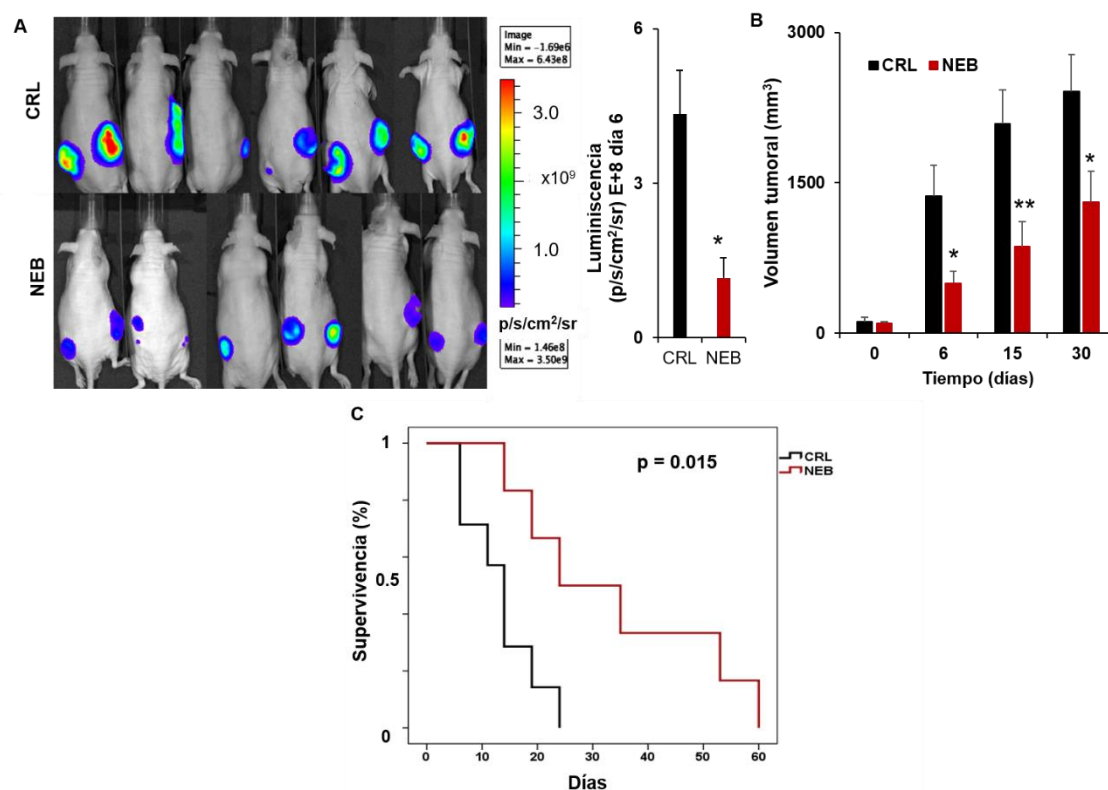 A
CRL
NEB
Image
Min = -1.69e6
Max = 6.43e8
3.0
x10⁹
1.0
p/s/cm²/sr
Min = 1.46e8
Max = 3.50e9
Luminiscencia
(p/s/cm²/sr) E+8 día 6
6
3
0
*
CRL NEB
B
Volumen tumoral (mm³)
3000
1500
0
CRL NEB
*
**
*
0 6 15 30
Tiempo (días)
C
Supervivencia (%)
1
0.5
0
p = 0.015
CRL
NEB
0 10 20 30 40 50 60
Días